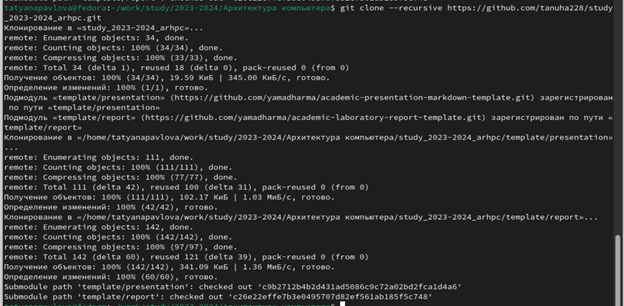 tatyanapavlova@fedora:~/work/study/2023-2024/Архитектура компьютера$ git clone --recursive https://github.com/tanuha228/study
_2023-2024_arhpc.git
Клонирование в «study_2023-2024_arhpc»...
remote: Enumerating objects: 34, done.
remote: Counting objects: 100% (34/34), done.
remote: Compressing objects: 100% (33/33), done.
remote: Total 34 (delta 1), reused 18 (delta 0), pack-reused 0 (from 0)
Получение объектов: 100% (34/34), 19.59 КиБ | 345.00 КиБ/с, готово.
Определение изменений: 100% (1/1), готово.
Подмодуль «template/presentation» (https://github.com/yamadharma/academic-presentation-markdown-template.git) зарегистрирован
по пути «template/presentation»
Подмодуль «template/report» (https://github.com/yamadharma/academic-laboratory-report-template.git) зарегистрирован по пути «
template/report»
Клонирование в «/home/tatyanapavlova/work/study/2023-2024/Архитектура компьютера/study_2023-2024_arhpc/template/presentation»
...
remote: Enumerating objects: 111, done.
remote: Counting objects: 100% (111/111), done.
remote: Compressing objects: 100% (77/77), done.
remote: Total 111 (delta 42), reused 100 (delta 31), pack-reused 0 (from 0)
Получение объектов: 100% (111/111), 102.17 КиБ | 1.03 МиБ/с, готово.
Определение изменений: 100% (42/42), готово.
Клонирование в «/home/tatyanapavlova/work/study/2023-2024/Архитектура компьютера/study_2023-2024_arhpc/template/report»...
remote: Enumerating objects: 142, done.
remote: Counting objects: 100% (142/142), done.
remote: Compressing objects: 100% (97/97), done.
remote: Total 142 (delta 60), reused 121 (delta 39), pack-reused 0 (from 0)
Получение объектов: 100% (142/142), 341.09 КиБ | 1.36 МиБ/с, готово.
Определение изменений: 100% (60/60), готово.
Submodule path 'template/presentation': checked out 'c9b2712b4b2d431ad5086c9c72a02bd2fca1d4a6'
Submodule path 'template/report': checked out 'c26e22effe7b3e0495707d82ef561ab185f5c748'